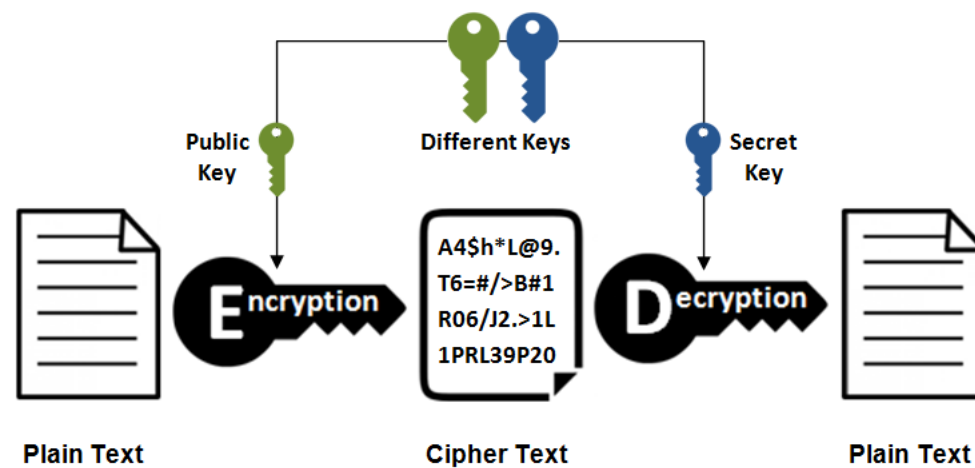 Public
Key
Different Keys
Secret
Key
Encryption
A4$h*L@9.
T6=#/>B#1
R06/J2.>1L
1PRL39P20
Decryption
Plain Text
Cipher Text
Plain Text